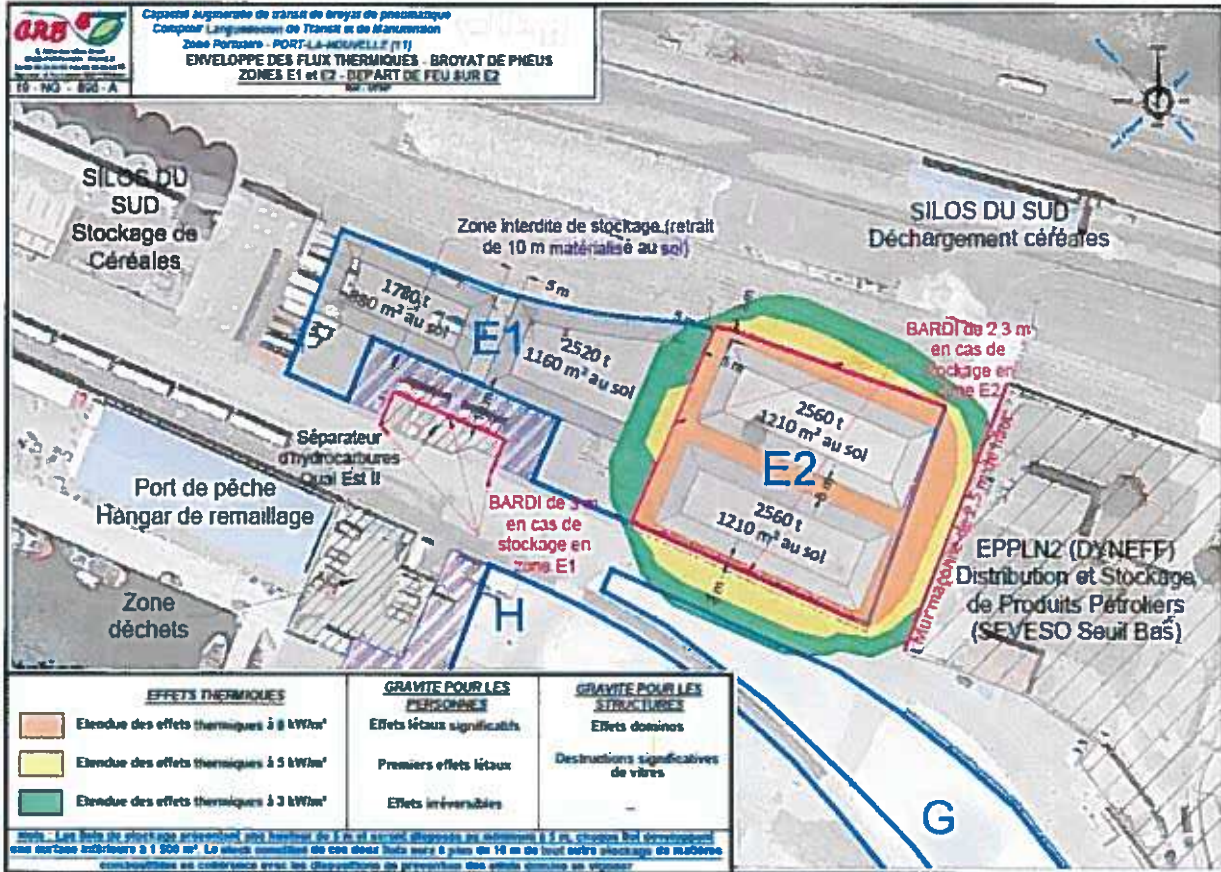 GRB
Capacité augmentée de transit de broyat de pneumatique
Comptoir Languedocien de Transit et de Manutention
Zone Portuaire - PORT-LA-NOUVELLE (11)
ENVELOPPE DES FLUX THERMIQUES - BROYAT DE PNEUS
ZONES E1 et E2 - DEPART DE FEU SUR E2
SILOS DU
SUD
Stockage de
Céréales
Zone interdite de stockage (retrait
de 10 m matérialisé au sol)
SILOS DU SUD
Déchargement céréales
1780 t
880 m² au sol
E1
5 m
2520 t
1160 m² au sol
BARDI de 2,3 m
en cas de
stockage en
zone E2
2560 t
1210 m² au sol
E2
2560 t
1210 m² au sol
Séparateur
d'hydrocarbures
Quai Est II
Port de pêche
Hangar de remaillage
BARDI de 3 m
en cas de
stockage en
zone E1
EPPLN2 (DYNEFF)
Distribution et Stockage
de Produits Pétroliers
(SEVESO Seuil Bas)
Zone
déchets
H
G
EFFETS THERMIQUES
GRAVITE POUR LES
PERSONNES
GRAVITE POUR LES
STRUCTURES
Etendue des effets thermiques à 8 kW/m²
Effets létaux significatifs
Effets dominos
Etendue des effets thermiques à 5 kW/m²
Premiers effets létaux
Destructions significatives
de vitres
Etendue des effets thermiques à 3 kW/m²
Effets irréversibles
–